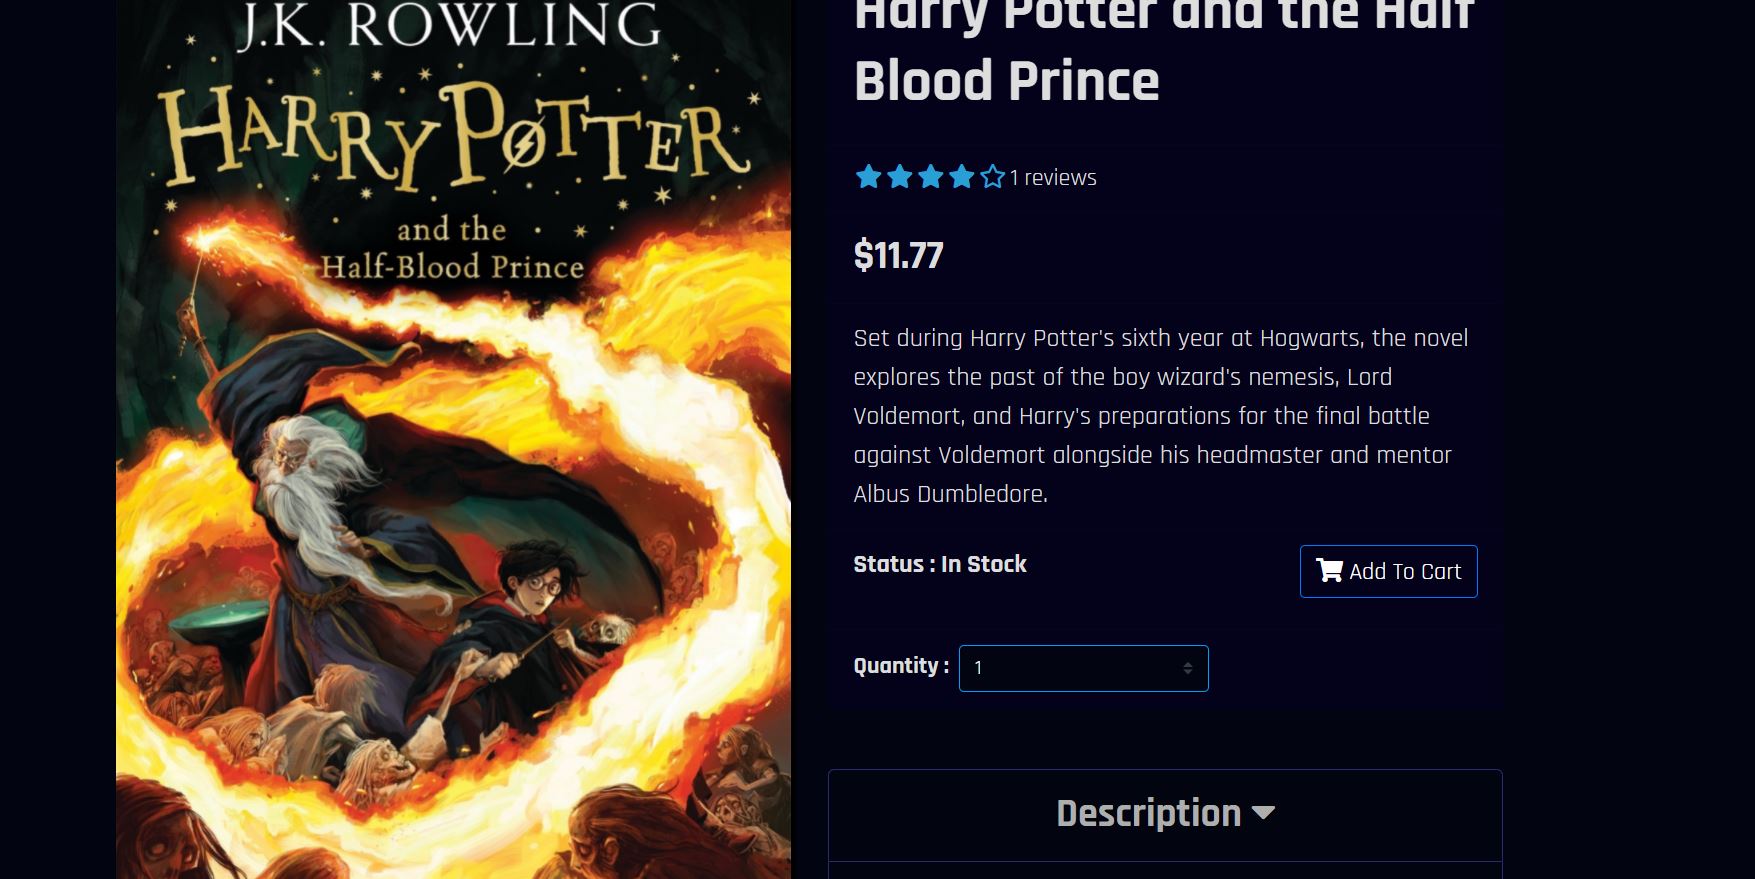 J.K. ROWLING
HARRY POTTER
and the
Half-Blood Prince
Harry Potter and the Half
Blood Prince
1 reviews
$11.77
Set during Harry Potter's sixth year at Hogwarts, the novel
explores the past of the boy wizard's nemesis, Lord
Voldemort, and Harry's preparations for the final battle
against Voldemort alongside his headmaster and mentor
Albus Dumbledore.
Status : In Stock
Add To Cart
Quantity :
1
Description